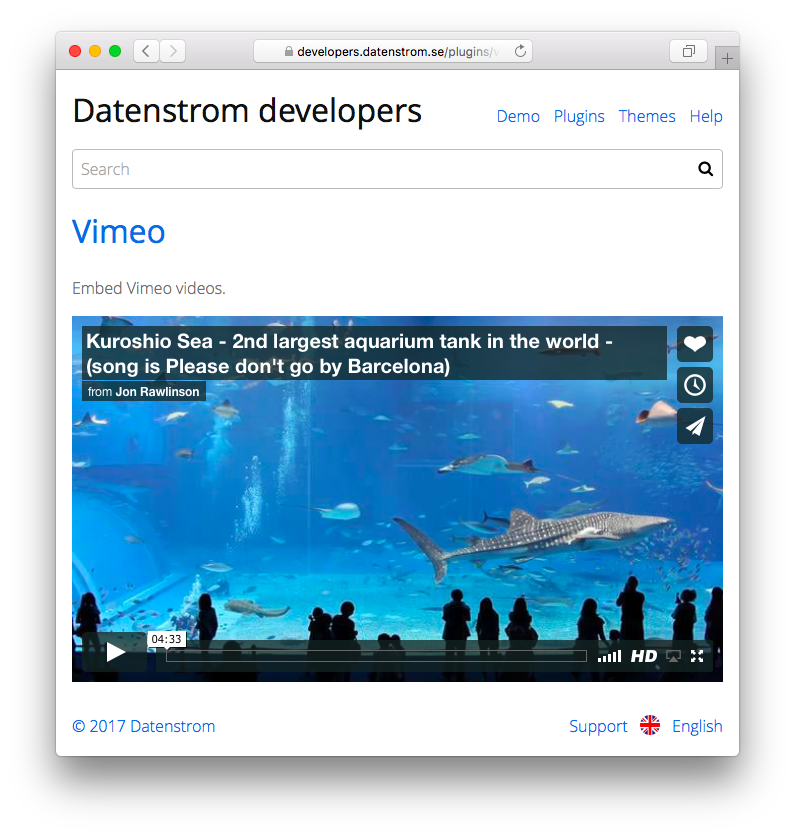 developers.datenstrom.se/plugins/
Datenstrom developers
Demo Plugins Themes Help
Search
Vimeo
Embed Vimeo videos.
Kuroshio Sea - 2nd largest aquarium tank in the world -
(song is Please don't go by Barcelona)
from Jon Rawlinson
04:33
HD
© 2017 Datenstrom
Support English